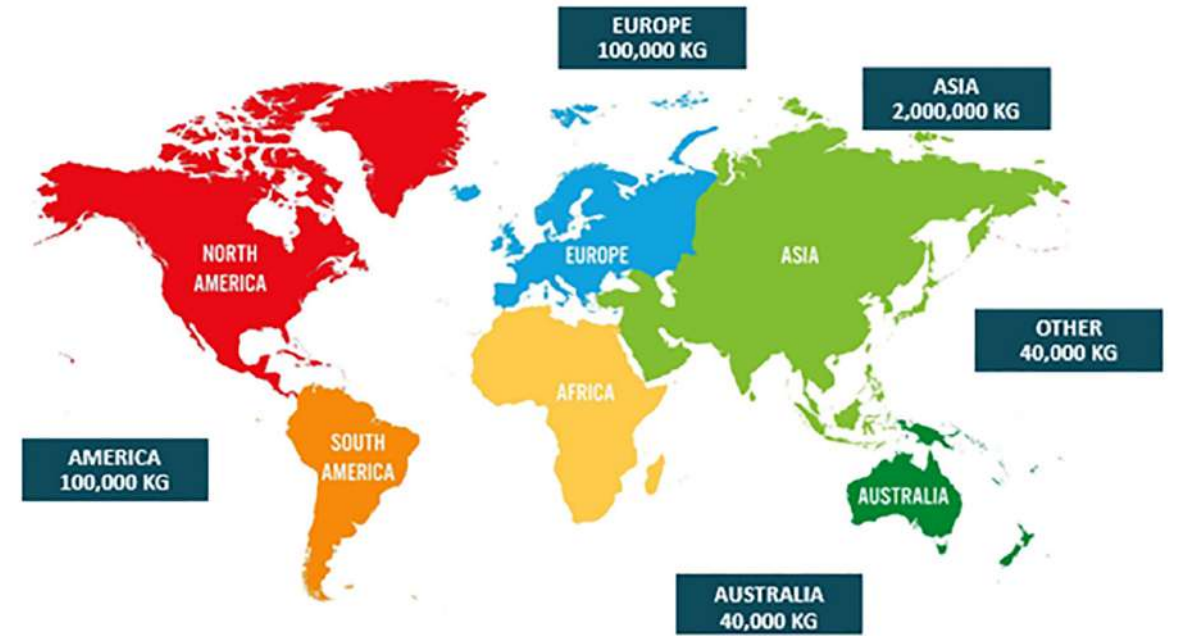 EUROPE
100,000 KG
ASIA
2,000,000 KG
NORTH
AMERICA
EUROPE
ASIA
OTHER
40,000 KG
AFRICA
SOUTH
AMERICA
AMERICA
100,000 KG
AUSTRALIA
AUSTRALIA
40,000 KG